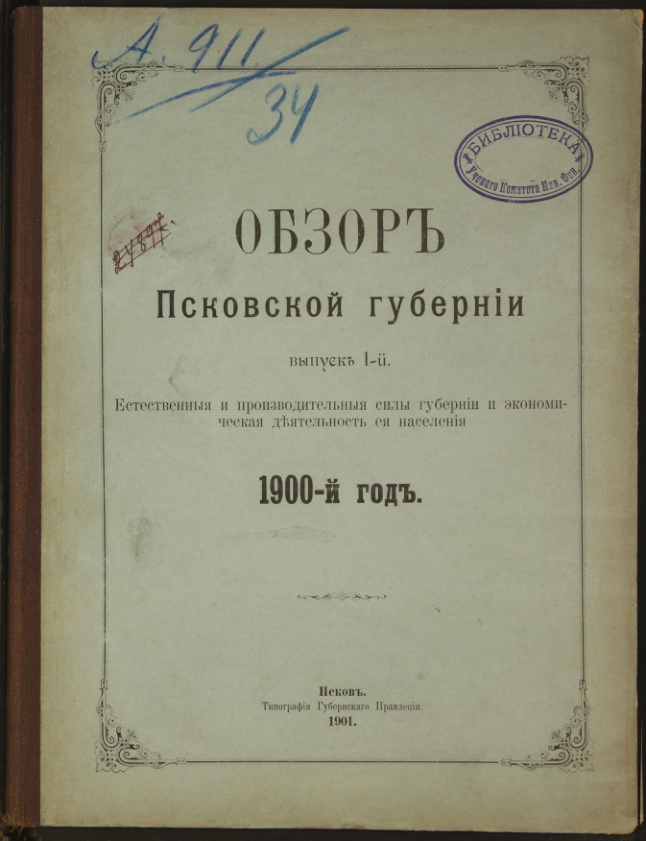 А. 911
34
БИБЛІОТЕКА
Ученаго Комитета Мин. Фин.
ОБЗОРЪ
Псковской губерніи
выпускъ 1-й.
Естественныя и производительныя силы губерніи и экономи-
ческая дѣятельность ея населенія
1900-й годъ.
Псковъ.
Типографія Губернскаго Правленія.
1901.